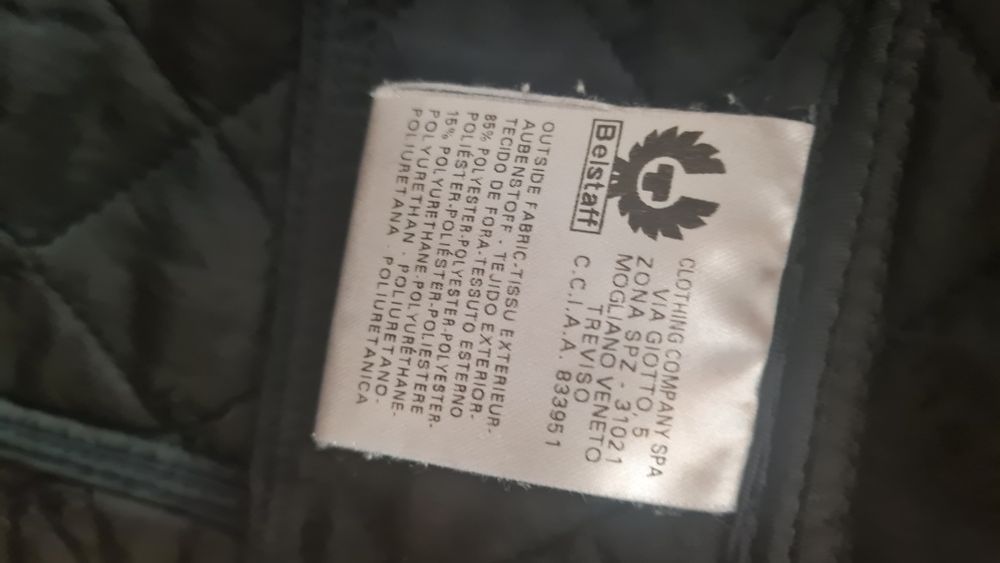 Belstaff
CLOTHING COMPANY SPA
VIA GIOTTO, 5
ZONA SPZ - 31021
MOGLIANO VENETO
TREVISO
C.C.I.A.A. 833951
OUTSIDE FABRIC-TISSU EXTERIEUR-
AUBENSTOFF - TEJIDO EXTERIOR-
TECIDO DE FORA-TESSUTO ESTERNO
85% POLYESTER-POLYESTER-POLYESTER-
POLIÉSTER-POLIÉSTER-POLIESTERE
15% POLYURETHANE-POLYURÉTHANE-
POLYURETHAN - POLIURETANO-
POLIURETANA - POLIURETANICA